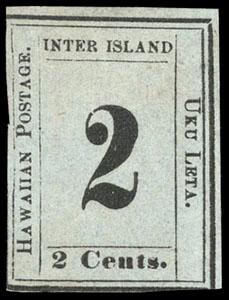 INTER ISLAND
HAWAIIAN POSTAGE.
2
UKU LETA.
2 Cents.